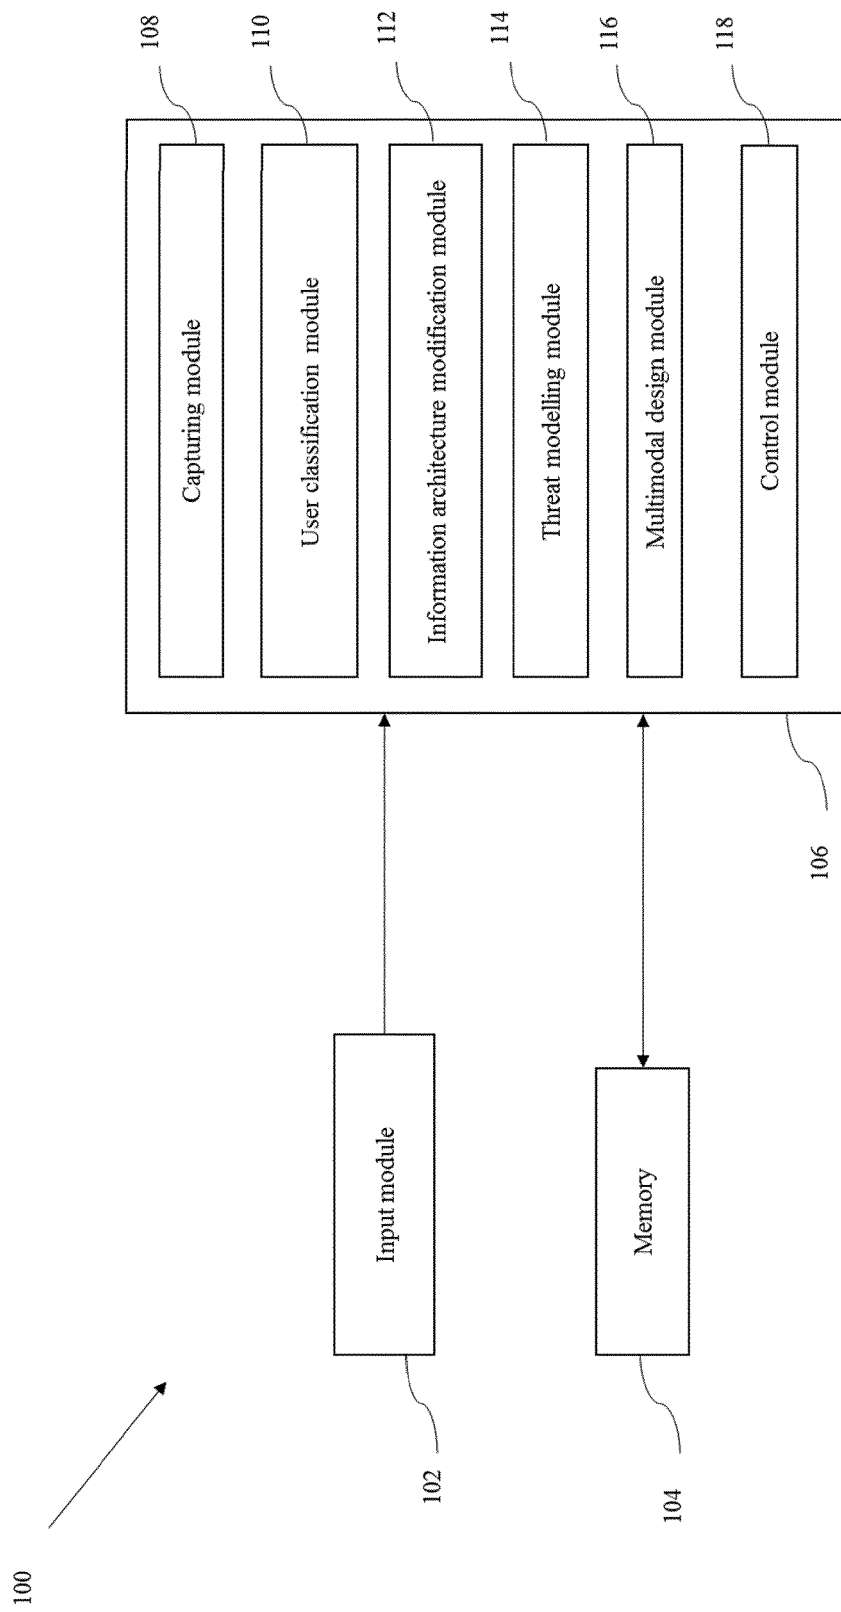 100
102
Input module
104
Memory
106
108
Capturing module
110
User classification module
112
Information architecture modification module
114
Threat modelling module
116
Multimodal design module
118
Control module